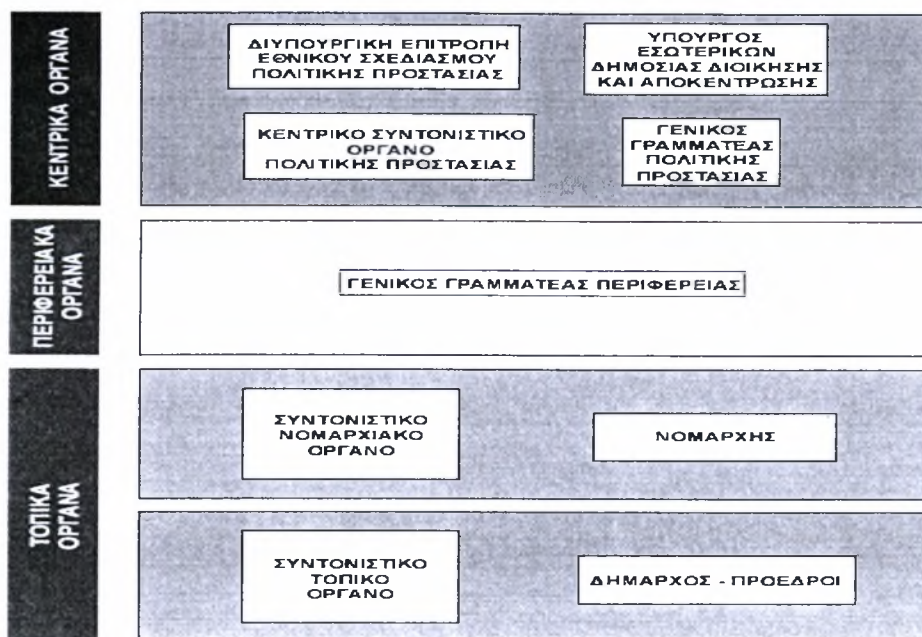 ΚΕΝΤΡΙΚΑ ΟΡΓΑΝΑ
ΔΙΥΠΟΥΡΓΙΚΗ ΕΠΙΤΡΟΠΗ
ΕΘΝΙΚΟΥ ΣΧΕΔΙΑΣΜΟΥ
ΠΟΛΙΤΙΚΗΣ ΠΡΟΣΤΑΣΙΑΣ
ΥΠΟΥΡΓΟΣ
ΕΣΩΤΕΡΙΚΩΝ
ΔΗΜΟΣΙΑΣ ΔΙΟΙΚΗΣΗΣ
ΚΑΙ ΑΠΟΚΕΝΤΡΩΣΗΣ
ΚΕΝΤΡΙΚΟ ΣΥΝΤΟΝΙΣΤΙΚΟ
ΟΡΓΑΝΟ
ΠΟΛΙΤΙΚΗΣ ΠΡΟΣΤΑΣΙΑΣ
ΓΕΝΙΚΟΣ
ΓΡΑΜΜΑΤΕΑΣ
ΠΟΛΙΤΙΚΗΣ
ΠΡΟΣΤΑΣΙΑΣ
ΠΕΡΙΦΕΡΕΙΑΚΑ
ΟΡΓΑΝΑ
ΓΕΝΙΚΟΣ ΓΡΑΜΜΑΤΕΑΣ ΠΕΡΙΦΕΡΕΙΑΣ
ΤΟΠΙΚΑ
ΟΡΓΑΝΑ
ΣΥΝΤΟΝΙΣΤΙΚΟ
ΝΟΜΑΡΧΙΑΚΟ
ΟΡΓΑΝΟ
ΝΟΜΑΡΧΗΣ
ΣΥΝΤΟΝΙΣΤΙΚΟ
ΤΟΠΙΚΟ
ΟΡΓΑΝΟ
ΔΗΜΑΡΧΟΣ - ΠΡΟΕΔΡΟΙ